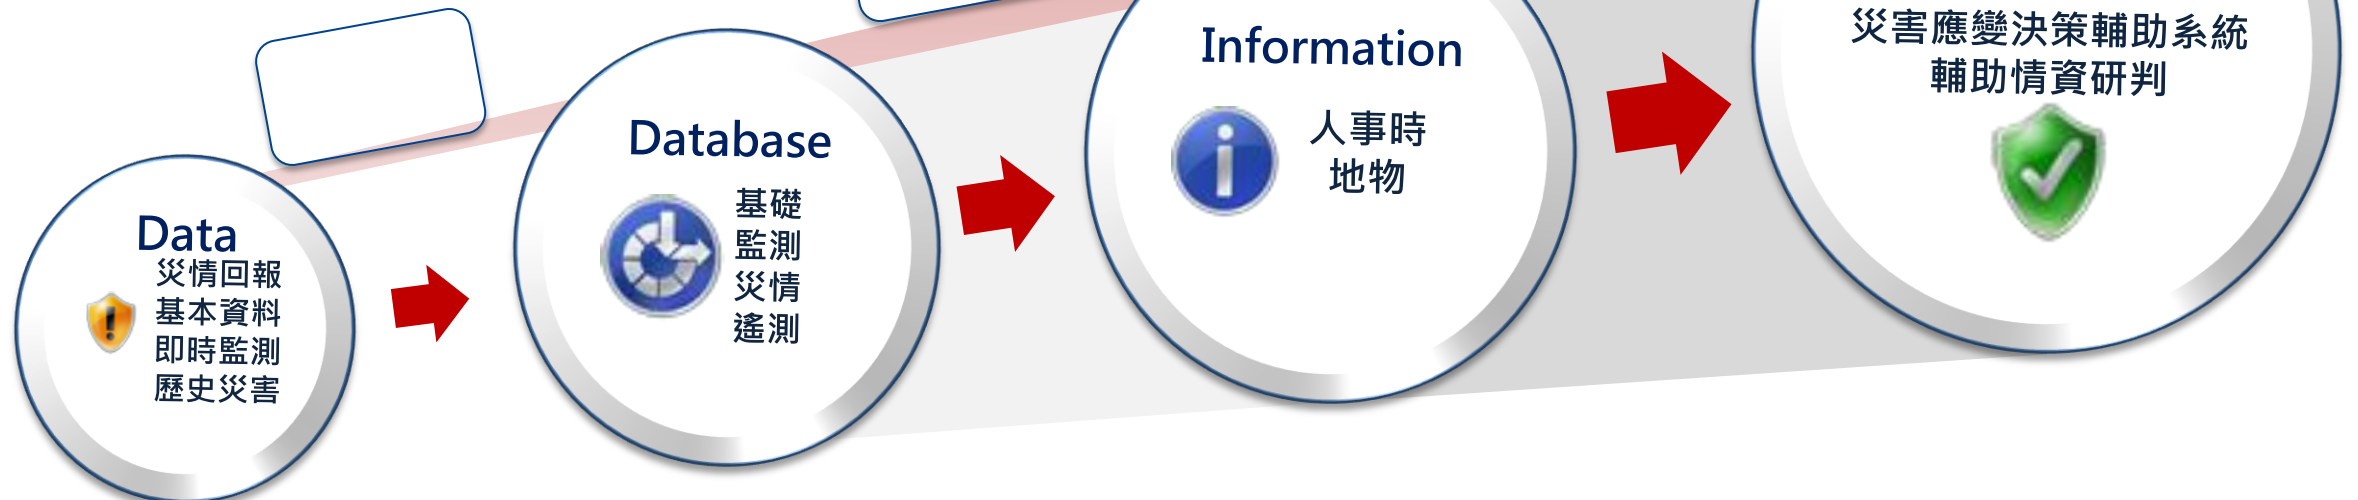 Data
災情回報
基本資料
即時監測
歷史災害
Database
基礎
監測
災情
遙測
Information
人事時
地物
災害應變決策輔助系統
輔助情資研判